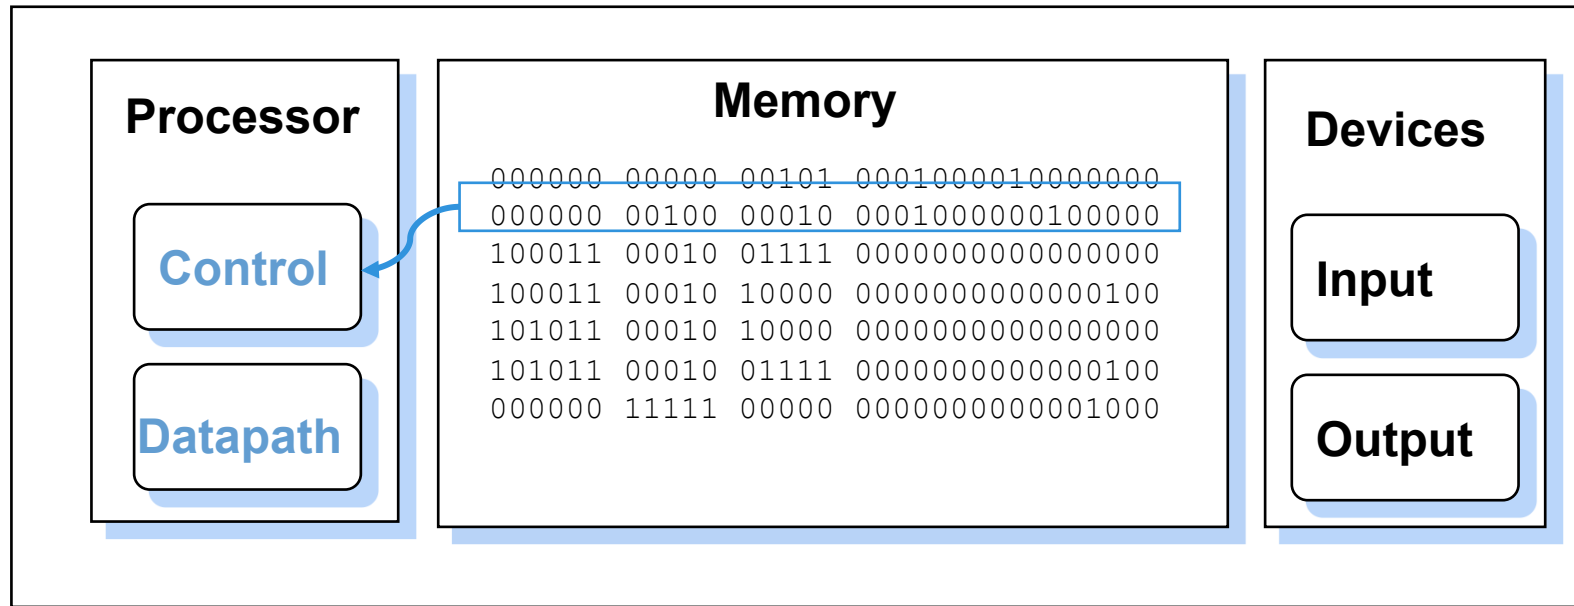 Processor
Control
Datapath
Memory
000000 00000 00101 0001000010000000
000000 00100 00010 0001000000100000
100011 00010 01111 0000000000000000
100011 00010 10000 0000000000000100
101011 00010 10000 0000000000000000
101011 00010 01111 0000000000000100
000000 11111 00000 0000000000001000
Devices
Input
Output